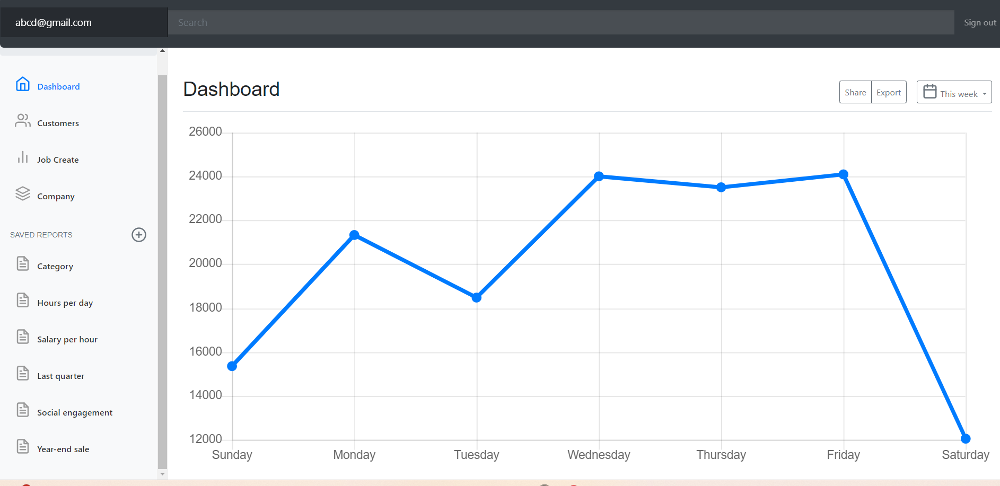 abcd@gmail.com
Search
Sign out
Dashboard
Customers
Job Create
Company
SAVED REPORTS
Category
Hours per day
Salary per hour
Last quarter
Social engagement
Year-end sale
Dashboard
Share
Export
This week
26000
24000
22000
20000
18000
16000
14000
12000
Sunday Monday Tuesday Wednesday Thursday Friday Saturday